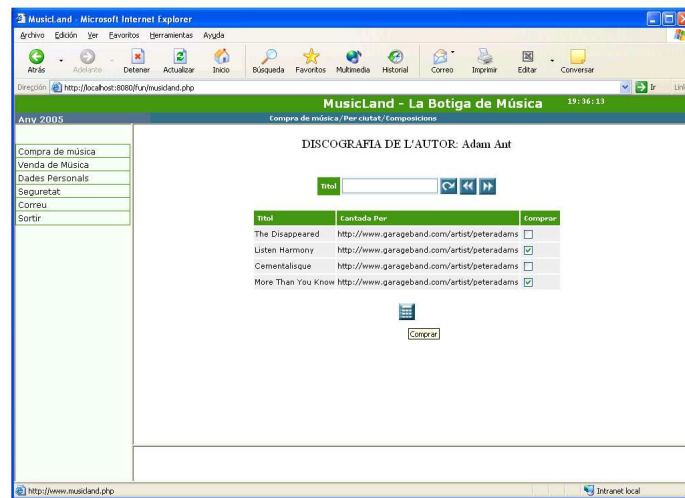 MusicLand - Microsoft Internet Explorer
Archivo Edición Ver Favoritos Herramientas Ayuda
Atrás Adelante Detener Actualizar Inicio Búsqueda Favoritos Multimedia Historial Correo Imprimir Editar Conversar
Dirección http://localhost:8080/fun/musicland.php Ir
MusicLand - La Botiga de Música 19:36:13
Any 2005 Compra de música/Per ciutat/Composicions
Compra de música
Venda de Música
Dades Personals
Seguretat
Correu
Sortir
DISCOGRAFIA DE L'AUTOR: Adam Ant
Títol
Títol Cantada Per Comprar
The Disappeared http://www.garageband.com/artist/peteradams
Listen Harmony http://www.garageband.com/artist/peteradams
Cementalisque http://www.garageband.com/artist/peteradams
More Than You Know http://www.garageband.com/artist/peteradams
Comprar
http://www.musicland.php Intranet local